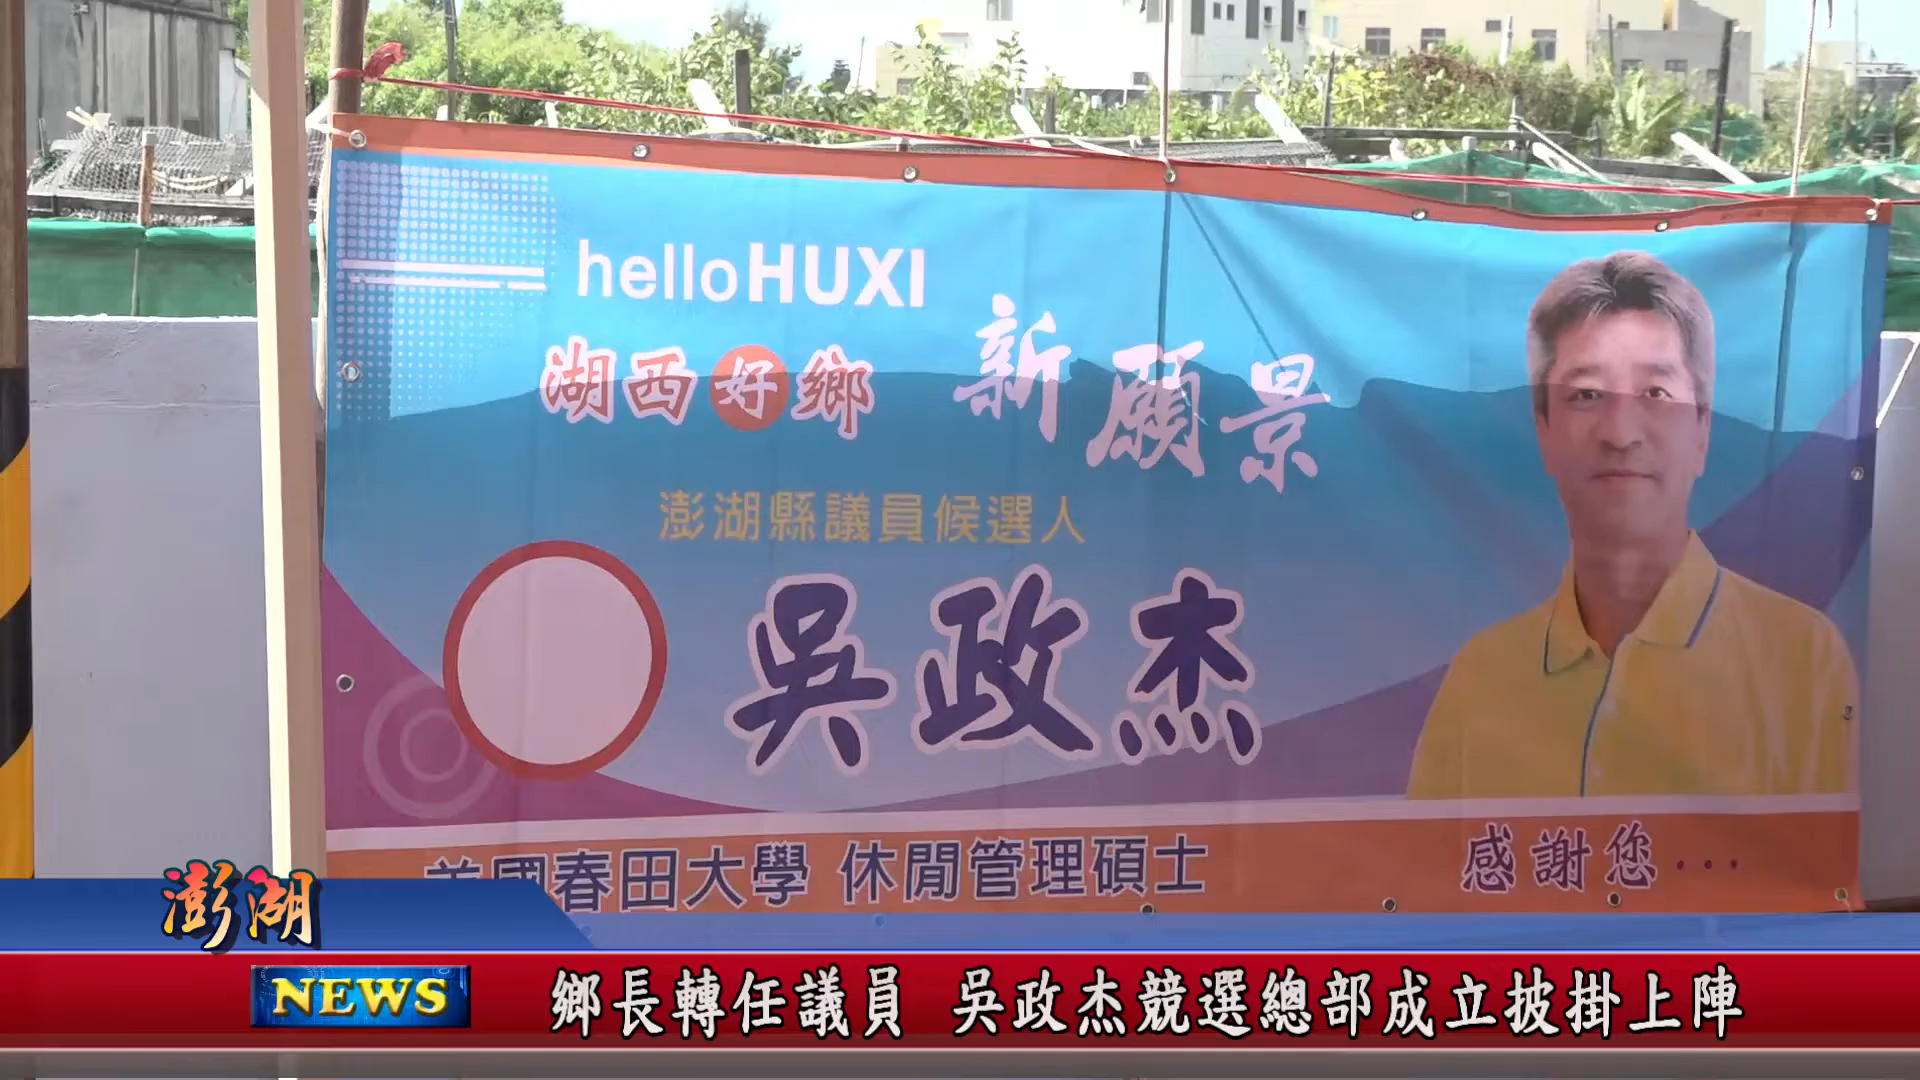 helloHUXI
湖西好鄉 新願景
澎湖縣議員候選人
吳政杰
美國春田大學 休閒管理碩士 感謝您...
澎湖
NEWS 鄉長轉任議員 吳政杰競選總部成立披掛上陣